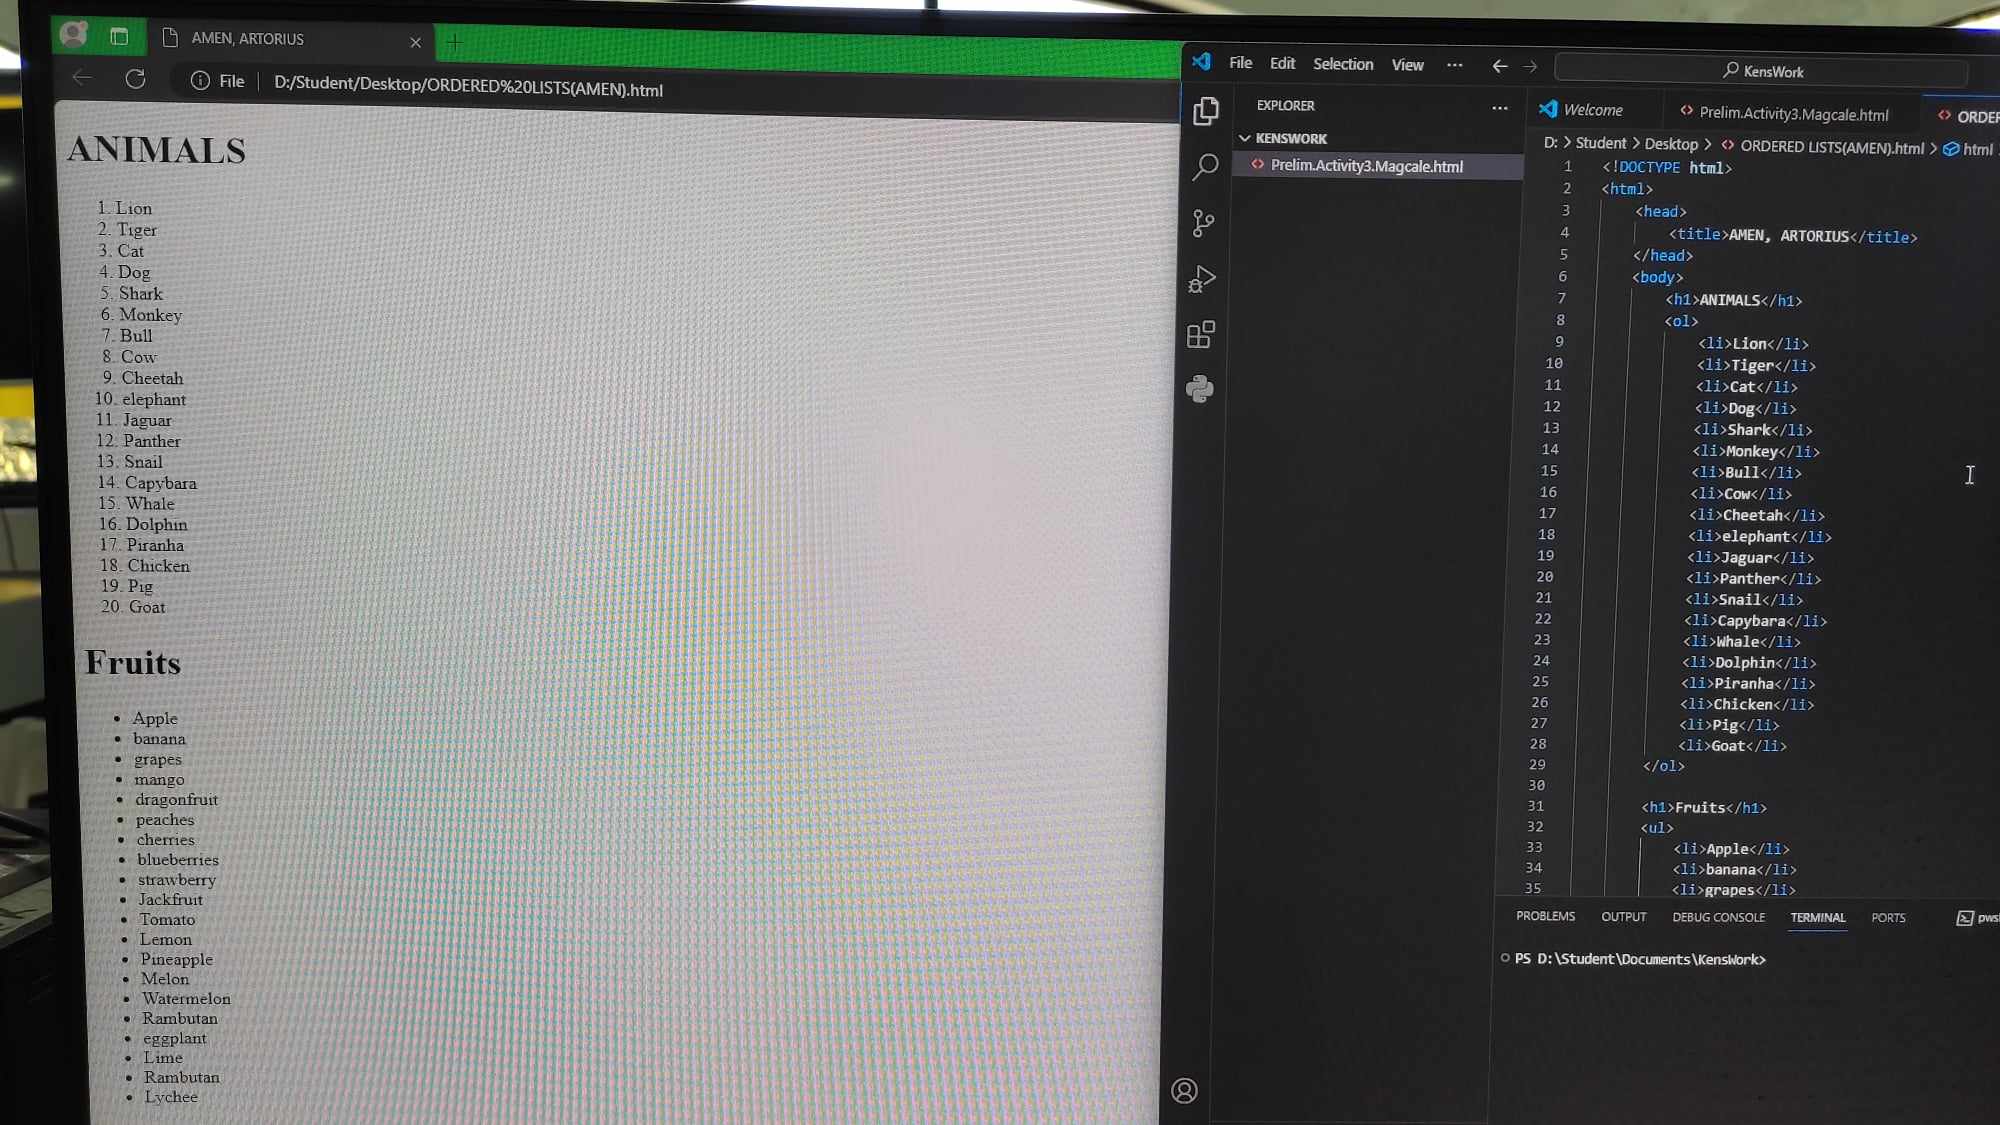 AMEN, ARTORIUS
File D:/Student/Desktop/ORDERED%20LISTS(AMEN).html
ANIMALS
1. Lion
2. Tiger
3. Cat
4. Dog
5. Shark
6. Monkey
7. Bull
8. Cow
9. Cheetah
10. elephant
11. Jaguar
12. Panther
13. Snail
14. Capybara
15. Whale
16. Dolphin
17. Piranha
18. Chicken
19. Pig
20. Goat
Fruits
• Apple
• banana
• grapes
• mango
• dragonfruit
• peaches
• cherries
• blueberries
• strawberry
• Jackfruit
• Tomato
• Lemon
• Pineapple
• Melon
• Watermelon
• Rambutan
• eggplant
• Lime
• Rambutan
• Lychee
File Edit Selection View ··· KensWork
EXPLORER ···
KENSWORK
<> Prelim.Activity3.Magcale.html
Welcome <> Prelim.Activity3.Magcale.html <> ORDER
D: > Student > Desktop > <> ORDERED LISTS(AMEN).html > html
1 <!DOCTYPE html>
2 <html>
3 <head>
4 <title>AMEN, ARTORIUS</title>
5 </head>
6 <body>
7 <h1>ANIMALS</h1>
8 <ol>
9 <li>Lion</li>
10 <li>Tiger</li>
11 <li>Cat</li>
12 <li>Dog</li>
13 <li>Shark</li>
14 <li>Monkey</li>
15 <li>Bull</li>
16 <li>Cow</li>
17 <li>Cheetah</li>
18 <li>elephant</li>
19 <li>Jaguar</li>
20 <li>Panther</li>
21 <li>Snail</li>
22 <li>Capybara</li>
23 <li>Whale</li>
24 <li>Dolphin</li>
25 <li>Piranha</li>
26 <li>Chicken</li>
27 <li>Pig</li>
28 <li>Goat</li>
29 </ol>
30
31 <h1>Fruits</h1>
32 <ul>
33 <li>Apple</li>
34 <li>banana</li>
35 <li>grapes</li>
PROBLEMS OUTPUT DEBUG CONSOLE TERMINAL PORTS pws
PS D:\Student\Documents\KensWork>